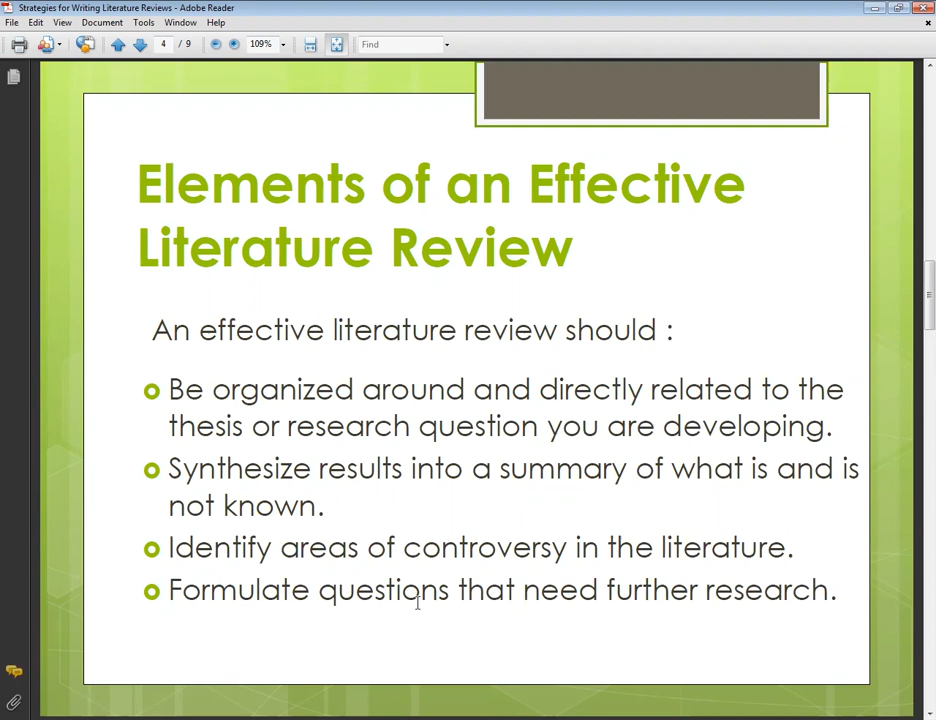 Strategies for Writing Literature Reviews - Adobe Reader
File Edit View Document Tools Window Help
4 / 9 109% Find
Elements of an Effective
Literature Review
An effective literature review should :
Be organized around and directly related to the
thesis or research question you are developing.
Synthesize results into a summary of what is and is
not known.
Identify areas of controversy in the literature.
Formulate questions that need further research.